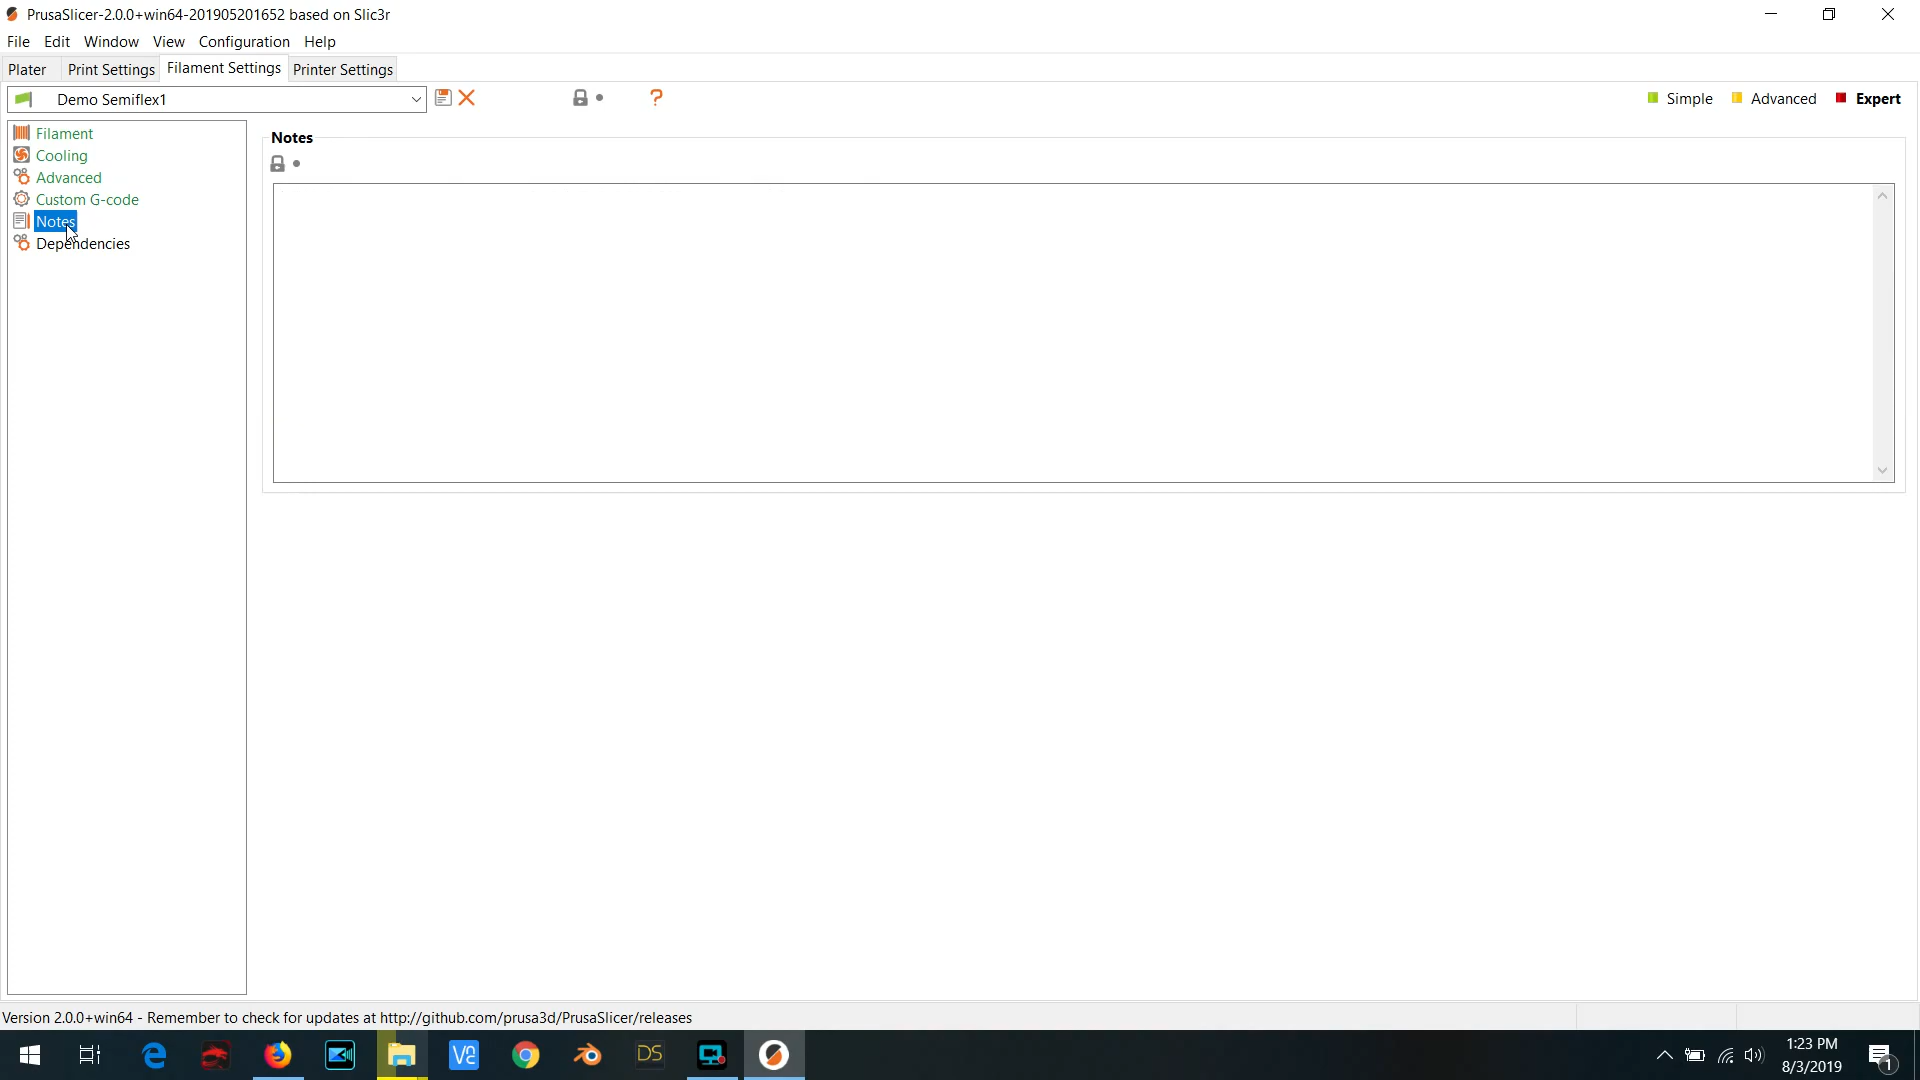 PrusaSlicer-2.0.0+win64-201905201652 based on Slic3r
File Edit Window View Configuration Help
Plater Print Settings Filament Settings Printer Settings
Demo Semiflex1 ? Simple Advanced Expert
Filament
Cooling
Advanced
Custom G-code
Notes
Dependencies
Notes
Version 2.0.0+win64 - Remember to check for updates at http://github.com/prusa3d/PrusaSlicer/releases
DS
1:23 PM
8/3/2019
1